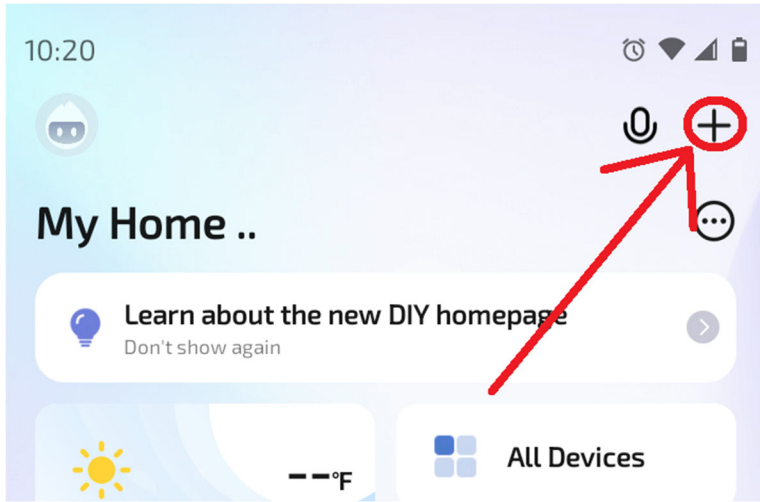 10:20
My Home ..
Learn about the new DIY homepage
Don't show again
--°F
All Devices